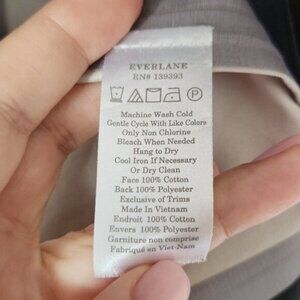 EVERLANE
RN# 139393
Machine Wash Cold
Gentle Cycle With Like Colors
Only Non Chlorine
Bleach When Needed
Hang to Dry
Cool Iron If Necessary
Or Dry Clean
Face 100% Cotton
Back 100% Polyester
Exclusive of Trims
Made In Vietnam
Endroit 100% Coton
Envers 100% Polyester
Garniture non comprise
Fabriqué en Viet-Nam